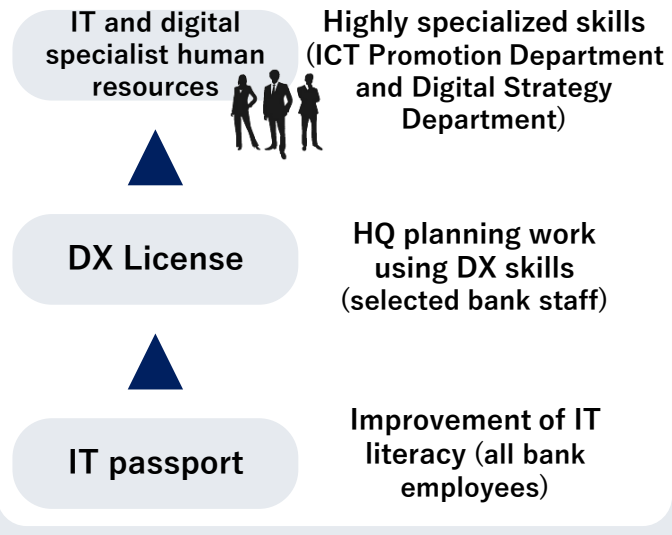 IT and digital
specialist human
resources
Highly specialized skills
(ICT Promotion Department
and Digital Strategy
Department)
DX License
HQ planning work
using DX skills
(selected bank staff)
IT passport
Improvement of IT
literacy (all bank
employees)